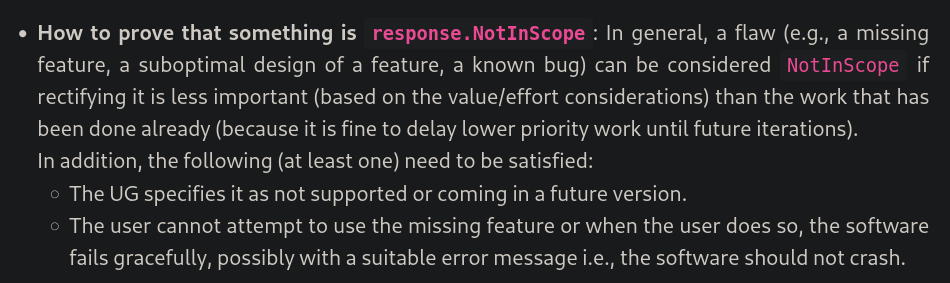 • How to prove that something is response.NotInScope: In general, a flaw (e.g., a missing
feature, a suboptimal design of a feature, a known bug) can be considered NotInScope if
rectifying it is less important (based on the value/effort considerations) than the work that has
been done already (because it is fine to delay lower priority work until future iterations).
In addition, the following (at least one) need to be satisfied:
○ The UG specifies it as not supported or coming in a future version.
○ The user cannot attempt to use the missing feature or when the user does so, the software
fails gracefully, possibly with a suitable error message i.e., the software should not crash.